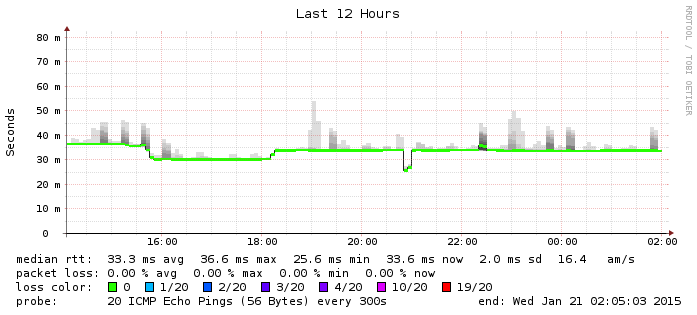 Last 12 Hours
RRDTOOL / TOBI OETIKER
Seconds
80 m
70 m
60 m
50 m
40 m
30 m
20 m
10 m
0
16:00 18:00 20:00 22:00 00:00 02:00
median rtt: 33.3 ms avg 36.6 ms max 25.6 ms min 33.6 ms now 2.0 ms sd 16.4 am/s
packet loss: 0.00 % avg 0.00 % max 0.00 % min 0.00 % now
loss color: 0 1/20 2/20 3/20 4/20 10/20 19/20
probe: 20 ICMP Echo Pings (56 Bytes) every 300s end: Wed Jan 21 02:05:03 2015